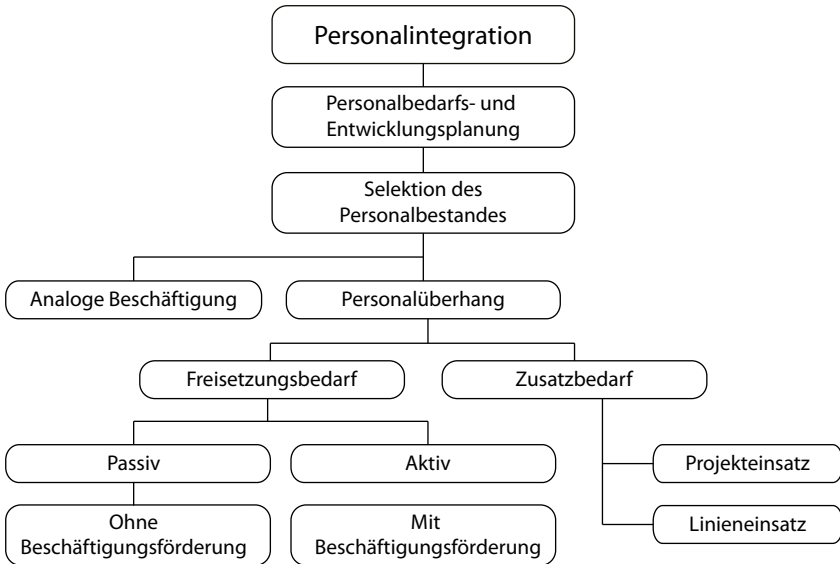 Personalintegration
Personalbedarfs- und
Entwicklungsplanung
Selektion des
Personalbestandes
Analoge Beschäftigung
Personalüberhang
Freisetzungsbedarf
Zusatzbedarf
Passiv
Aktiv
Projekteinsatz
Ohne
Beschäftigungsförderung
Mit
Beschäftigungsförderung
Linieneinsatz